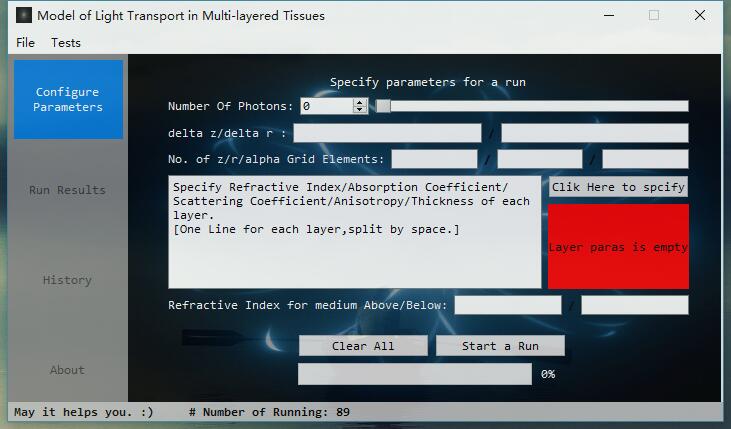 Model of Light Transport in Multi-layered Tissues
File Tests
Configure
Parameters
Run Results
History
About
Specify parameters for a run
Number Of Photons: 0
delta z/delta r : /
No. of z/r/alpha Grid Elements: / /
Specify Refractive Index/Absorption Coefficient/
Scattering Coefficient/Anisotropy/Thickness of each
layer.
[One Line for each layer,split by space.]
Clik Here to spcify
Layer paras is empty
Refractive Index for medium Above/Below: /
Clear All Start a Run
0%
May it helps you. :) # Number of Running: 89